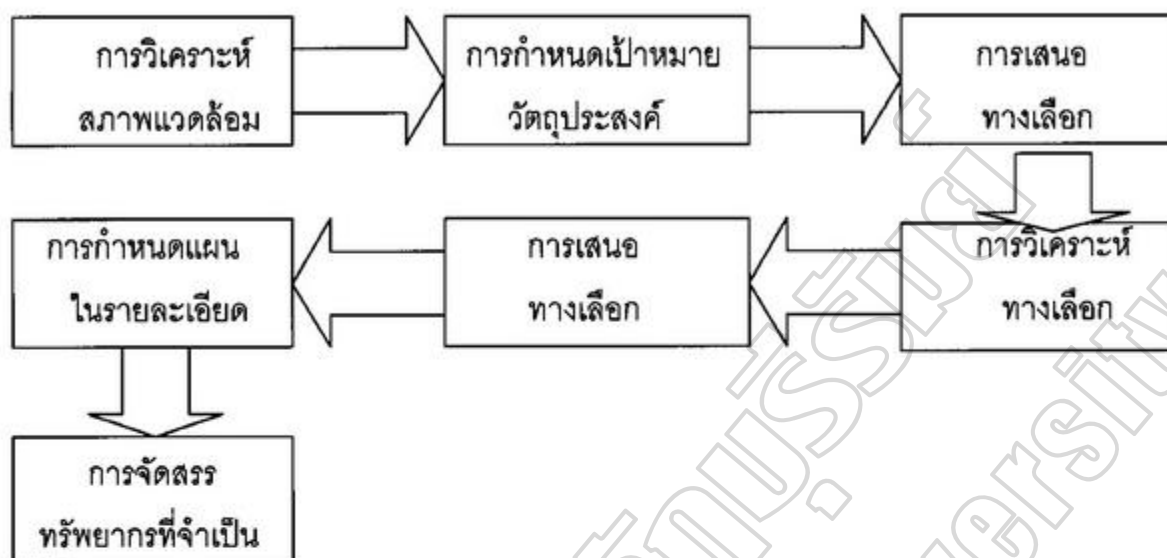 การวิเคราะห์
สภาพแวดล้อม
การกำหนดเป้าหมาย
วัตถุประสงค์
การเสนอ
ทางเลือก
การวิเคราะห์
ทางเลือก
การเสนอ
ทางเลือก
การกำหนดแผน
ในรายละเอียด
การจัดสรร
ทรัพยากรที่จำเป็น